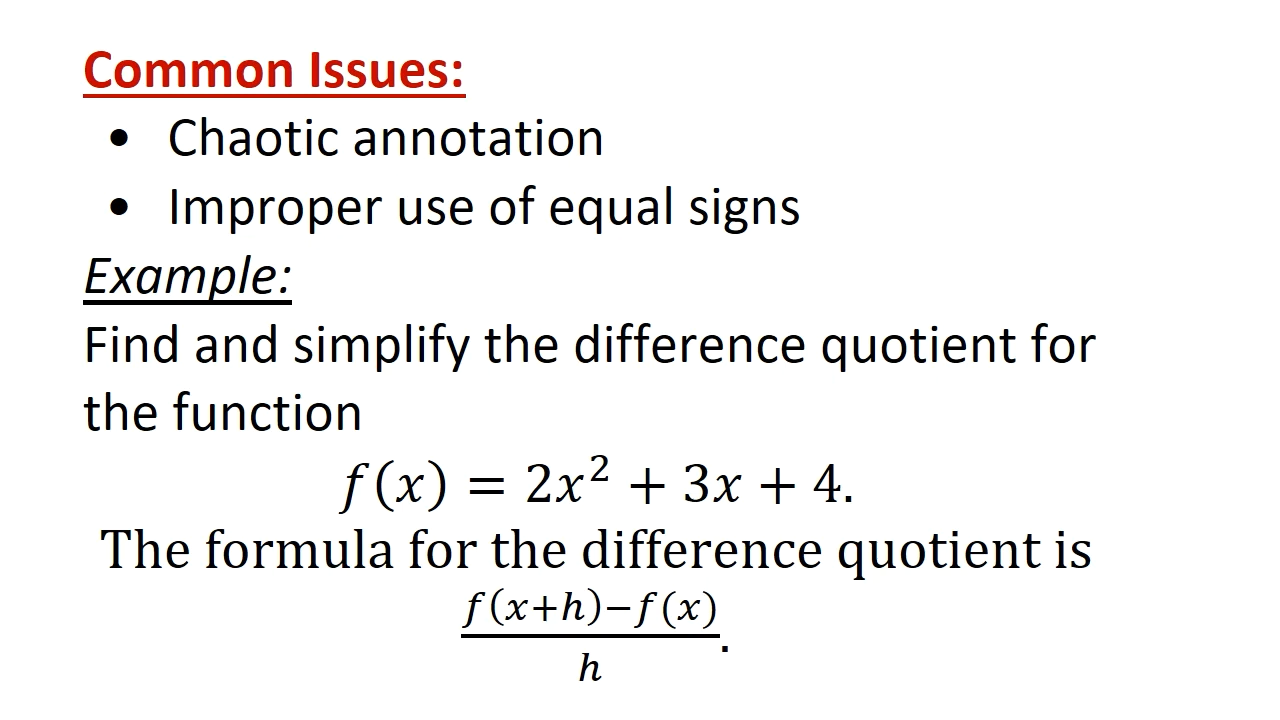 Common Issues:
• Chaotic annotation
• Improper use of equal signs
Example:
Find and simplify the difference quotient for
the function
f(x) = 2x² + 3x + 4.
The formula for the difference quotient is
f(x+h)−f(x)
h
.